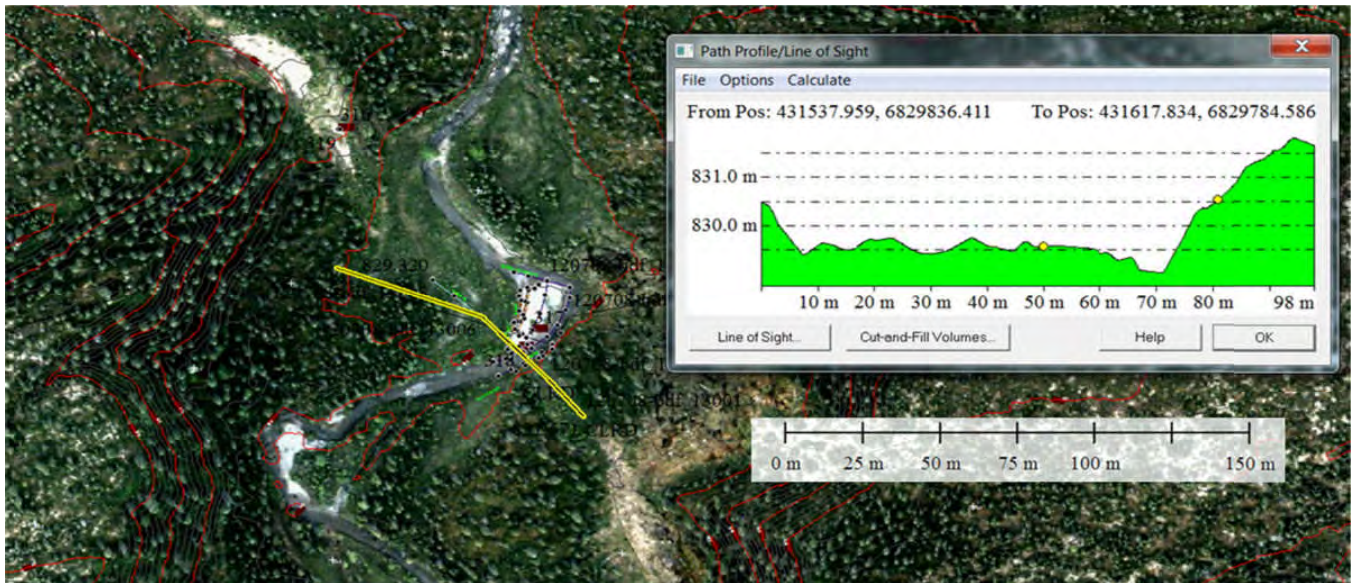 Path Profile/Line of Sight
File Options Calculate
From Pos: 431537.959, 6829836.411 To Pos: 431617.834, 6829784.586
831.0 m
830.0 m
10 m 20 m 30 m 40 m 50 m 60 m 70 m 80 m 98 m
Line of Sight... Cut-and-Fill Volumes... Help OK
0 m 25 m 50 m 75 m 100 m 150 m